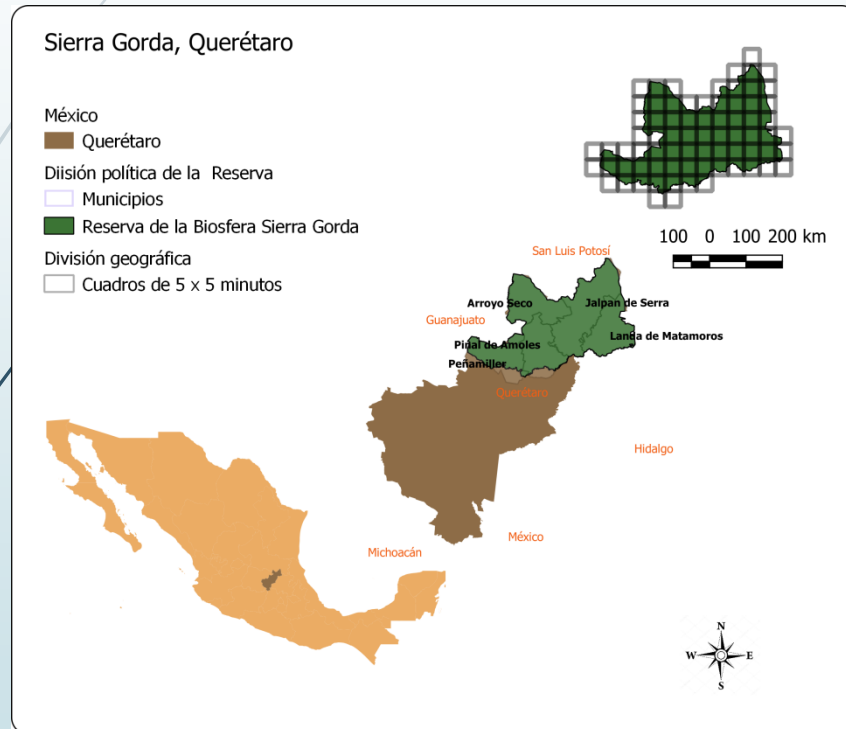 Sierra Gorda, Querétaro
México
Querétaro
Diisión política de la Reserva
Municipios
Reserva de la Biosfera Sierra Gorda
División geográfica
Cuadros de 5 x 5 minutos
100 0 100 200 km
San Luis Potosí
Arroyo Seco
Jalpan de Serra
Guanajuato
Landa de Matamoros
Pinal de Amoles
Peñamiller
Querétaro
Hidalgo
México
Michoacán
N
W E
S